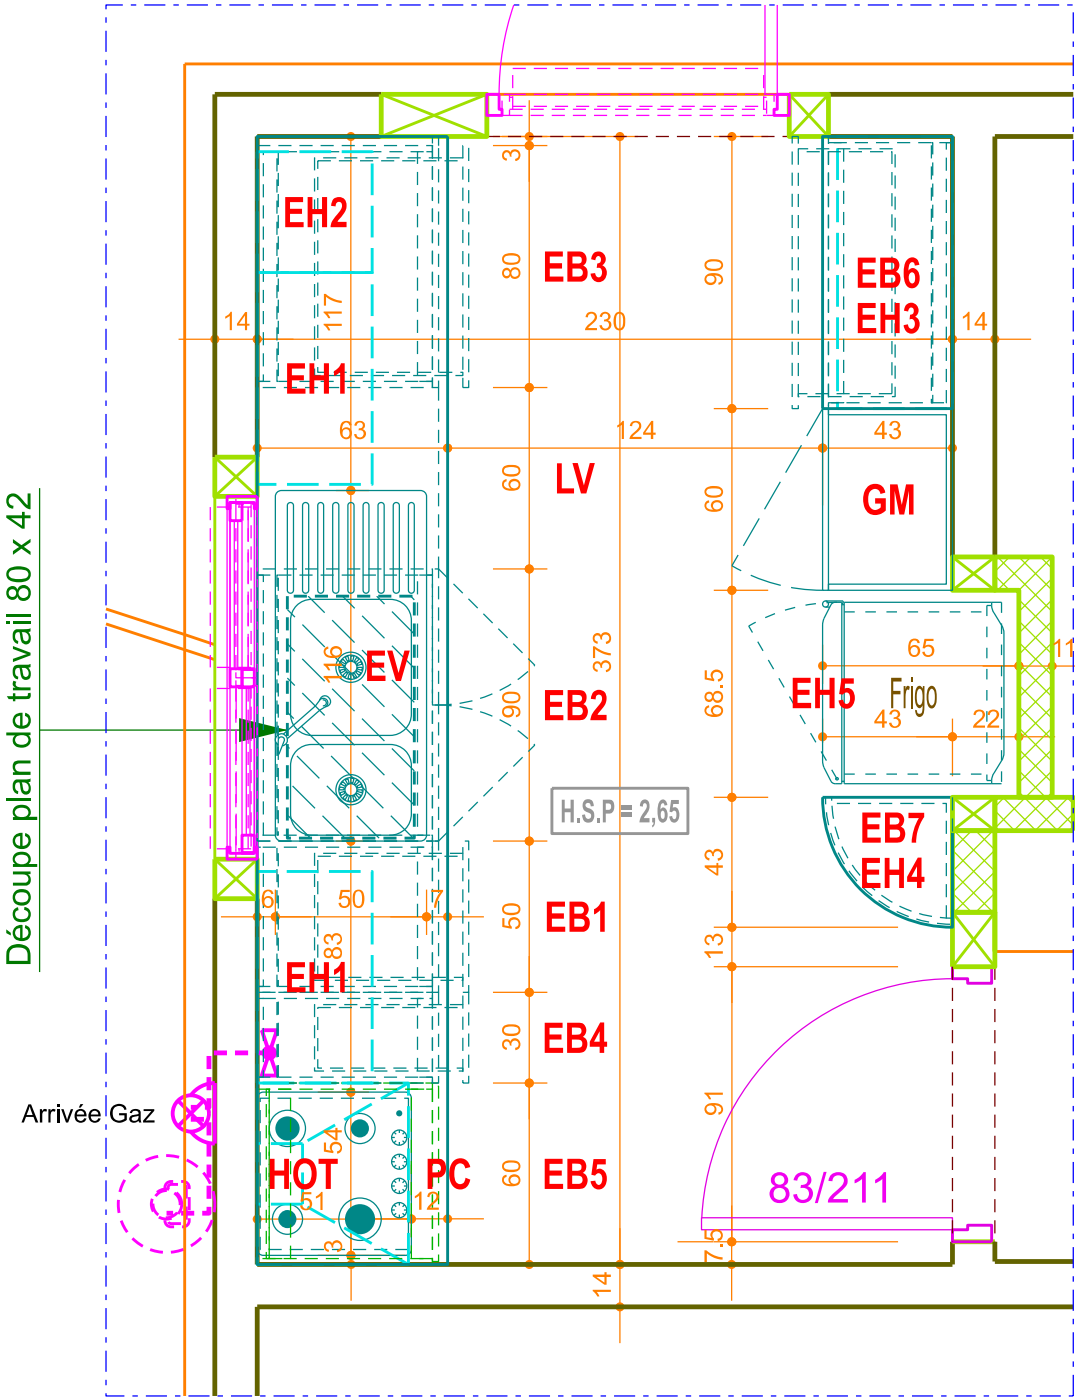 3
EH2
EB3
80
90
EB6
EH3
117
14
230
14
EH1
63
124
43
60
LV
60
GM
Découpe plan de travail 80 x 42
116
EV
373
65
11
90
EB2
68.5
EH5
Frigo
43
22
H.S.P = 2,65
EB7
EH4
43
6
50
7
50
EB1
83
13
EH1
30
EB4
Arrivée Gaz
91
54
HOT
PC
60
EB5
83/211
51
12
3
7.5
14